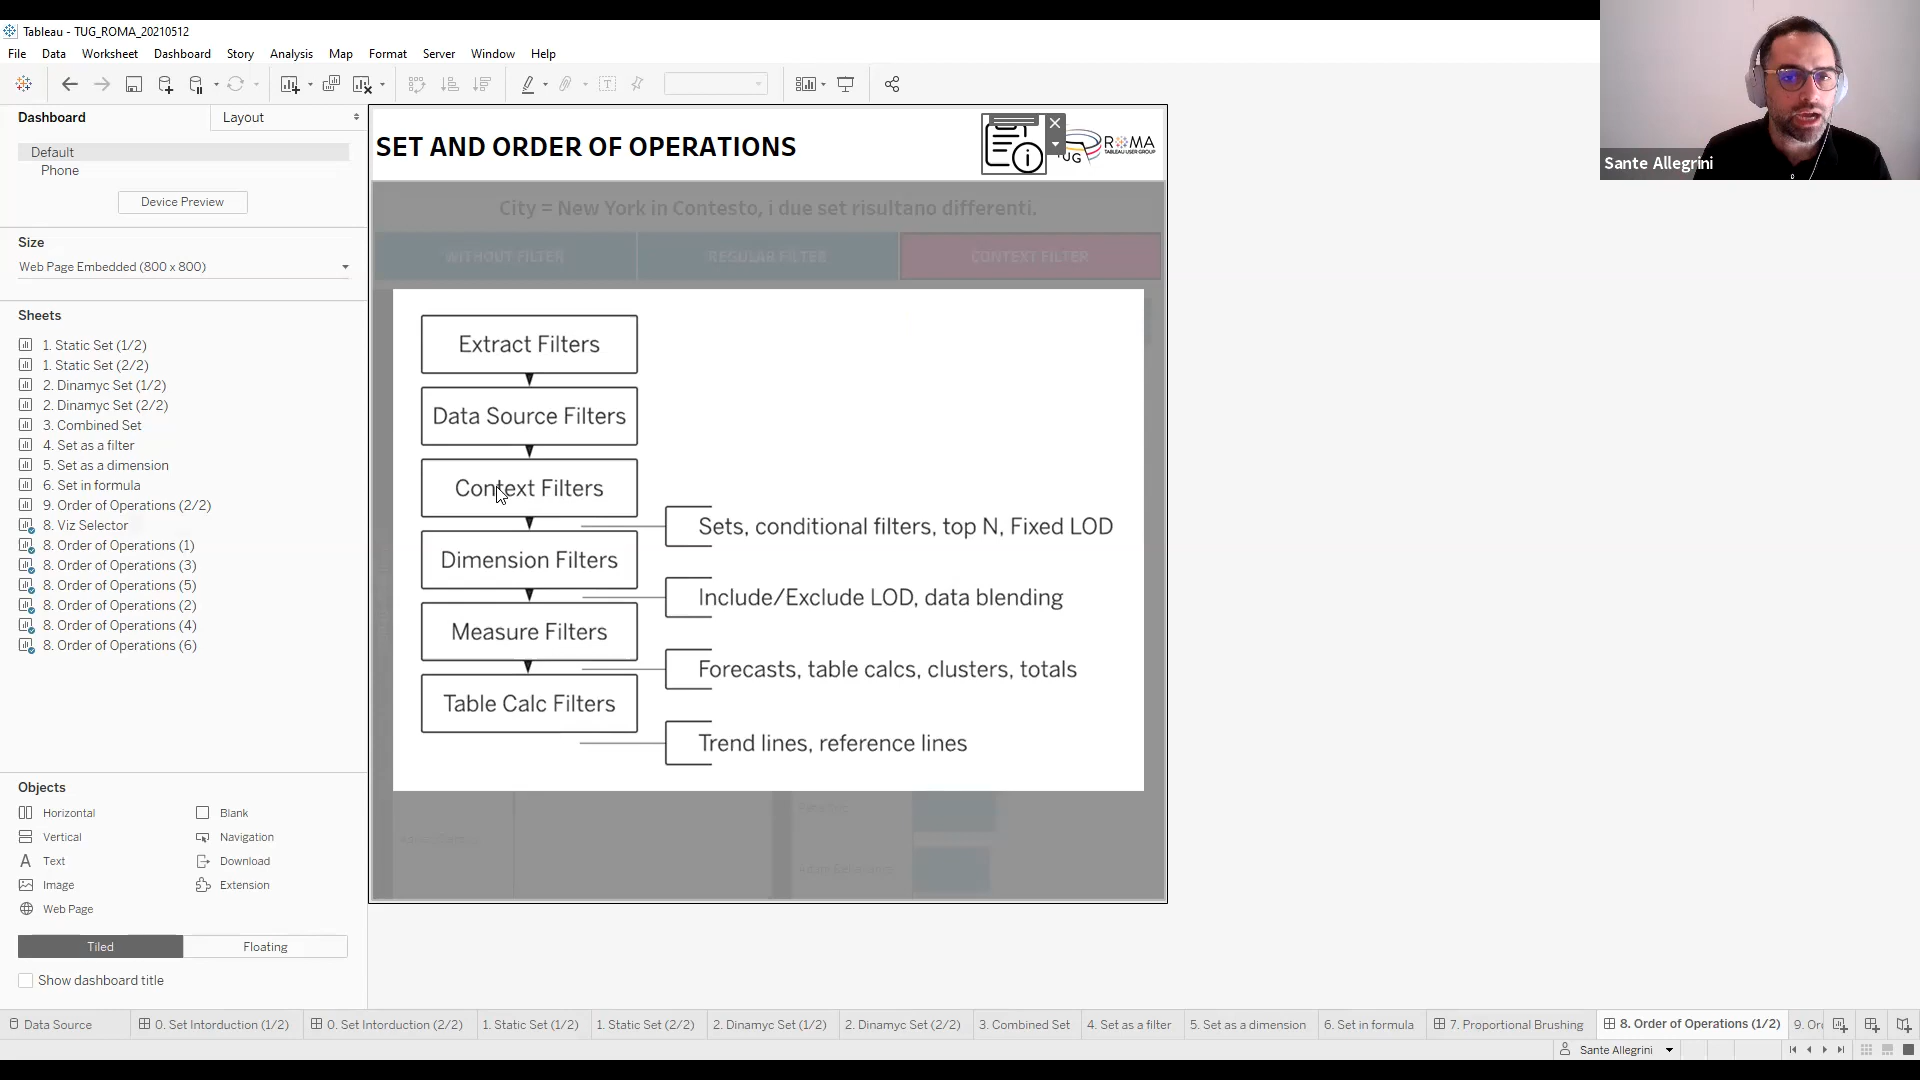 Tableau - TUG_ROMA_20210512
File Data Worksheet Dashboard Story Analysis Map Format Server Window Help
Dashboard
Layout
Default
Phone
Device Preview
Size
Web Page Embedded (800 x 800)
Sheets
1. Static Set (1/2)
1. Static Set (2/2)
2. Dinamyc Set (1/2)
2. Dinamyc Set (2/2)
3. Combined Set
4. Set as a filter
5. Set as a dimension
6. Set in formula
9. Order of Operations (2/2)
8. Viz Selector
8. Order of Operations (1)
8. Order of Operations (3)
8. Order of Operations (5)
8. Order of Operations (2)
8. Order of Operations (4)
8. Order of Operations (6)
Objects
Horizontal Blank
Vertical Navigation
Text Download
Image Extension
Web Page
Tiled Floating
Show dashboard title
SET AND ORDER OF OPERATIONS
TUG ROMA
TABLEAU USER GROUP
City = New York in Contesto, i due set risultano differenti.
WITHOUT FILTER REGULAR FILTER CONTEXT FILTER
Extract Filters
Data Source Filters
Context Filters
Sets, conditional filters, top N, Fixed LOD
Dimension Filters
Include/Exclude LOD, data blending
Measure Filters
Forecasts, table calcs, clusters, totals
Table Calc Filters
Trend lines, reference lines
Sante Allegrini
Data Source 0. Set Intorduction (1/2) 0. Set Intorduction (2/2) 1. Static Set (1/2) 1. Static Set (2/2) 2. Dinamyc Set (1/2) 2. Dinamyc Set (2/2) 3. Combined Set 4. Set as a filter 5. Set as a dimension 6. Set in formula 7. Proportional Brushing 8. Order of Operations (1/2) 9. Or
Sante Allegrini